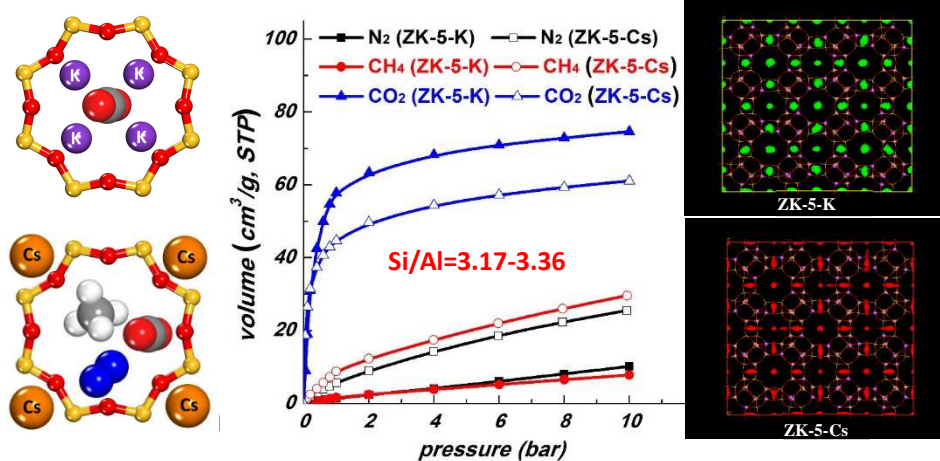 K K
K K
Cs Cs
Cs Cs
volume (cm³/g, STP)
100
80
60
40
20
0
N₂ (ZK-5-K) N₂ (ZK-5-Cs)
CH₄ (ZK-5-K) CH₄ (ZK-5-Cs)
CO₂ (ZK-5-K) CO₂ (ZK-5-Cs)
Si/Al=3.17-3.36
0 2 4 6 8 10
pressure (bar)
ZK-5-K
ZK-5-Cs